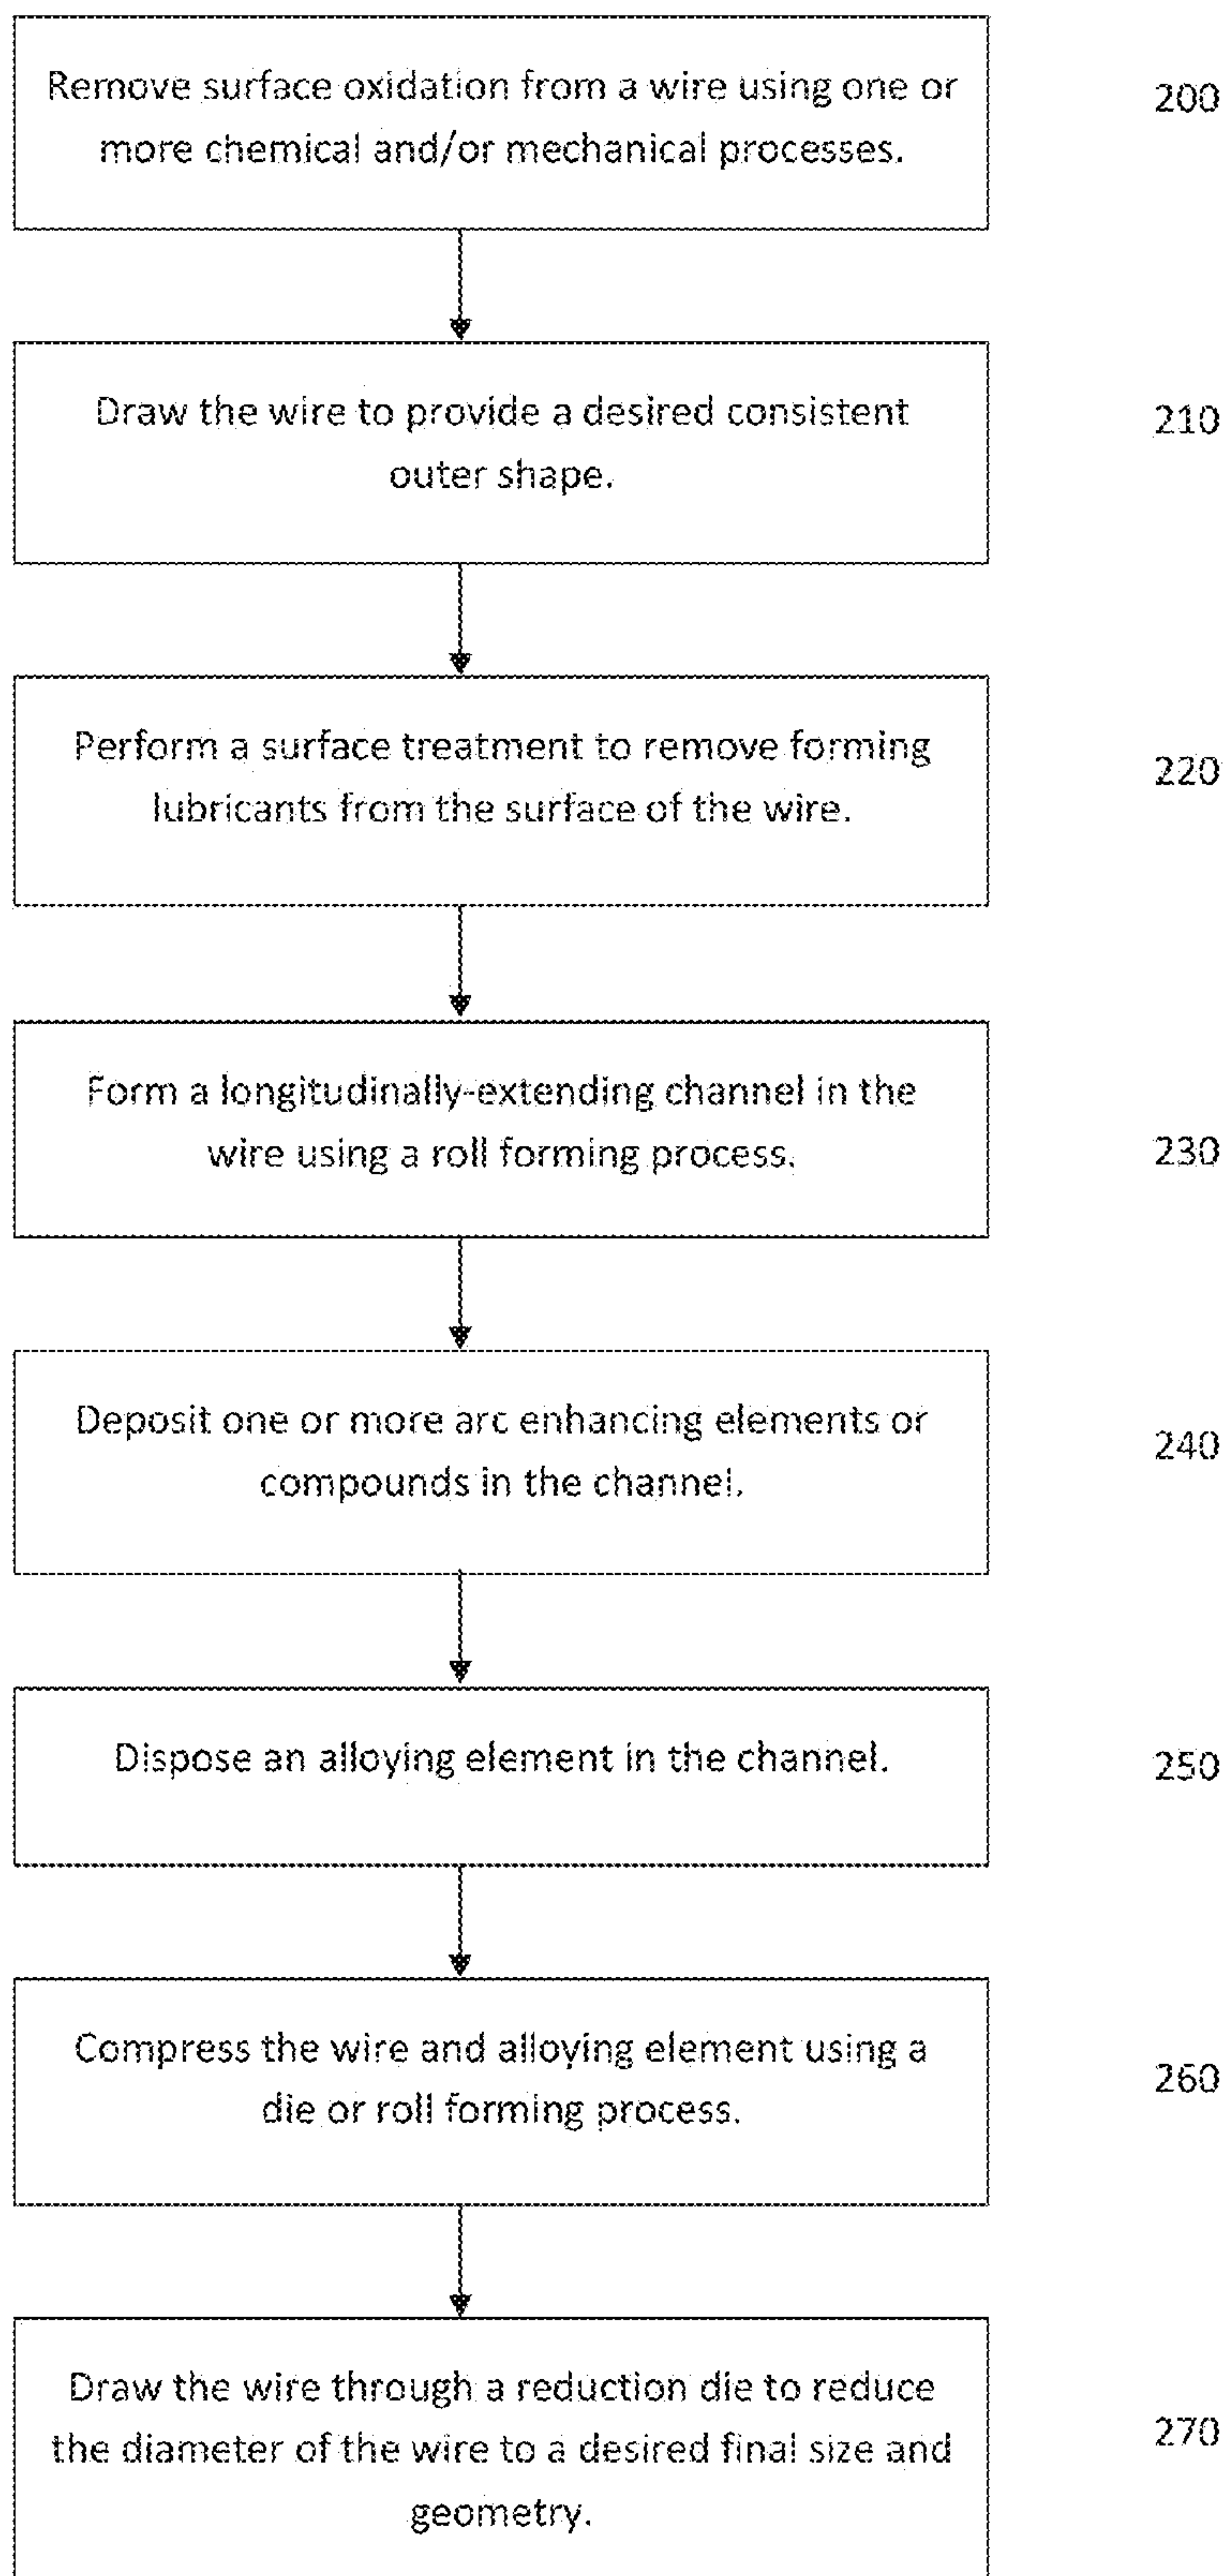 Remove surface oxidation from a wire using one or
more chemical and/or mechanical processes.
200
Draw the wire to provide a desired consistent
outer shape.
210
Perform a surface treatment to remove forming
lubricants from the surface of the wire.
220
Form a longitudinally-extending channel in the
wire using a roll forming process.
230
Deposit one or more arc enhancing elements or
compounds in the channel.
240
Dispose an alloying element in the channel.
250
Compress the wire and alloying element using a
die or roll forming process.
260
Draw the wire through a reduction die to reduce
the diameter of the wire to a desired final size and
geometry.
270